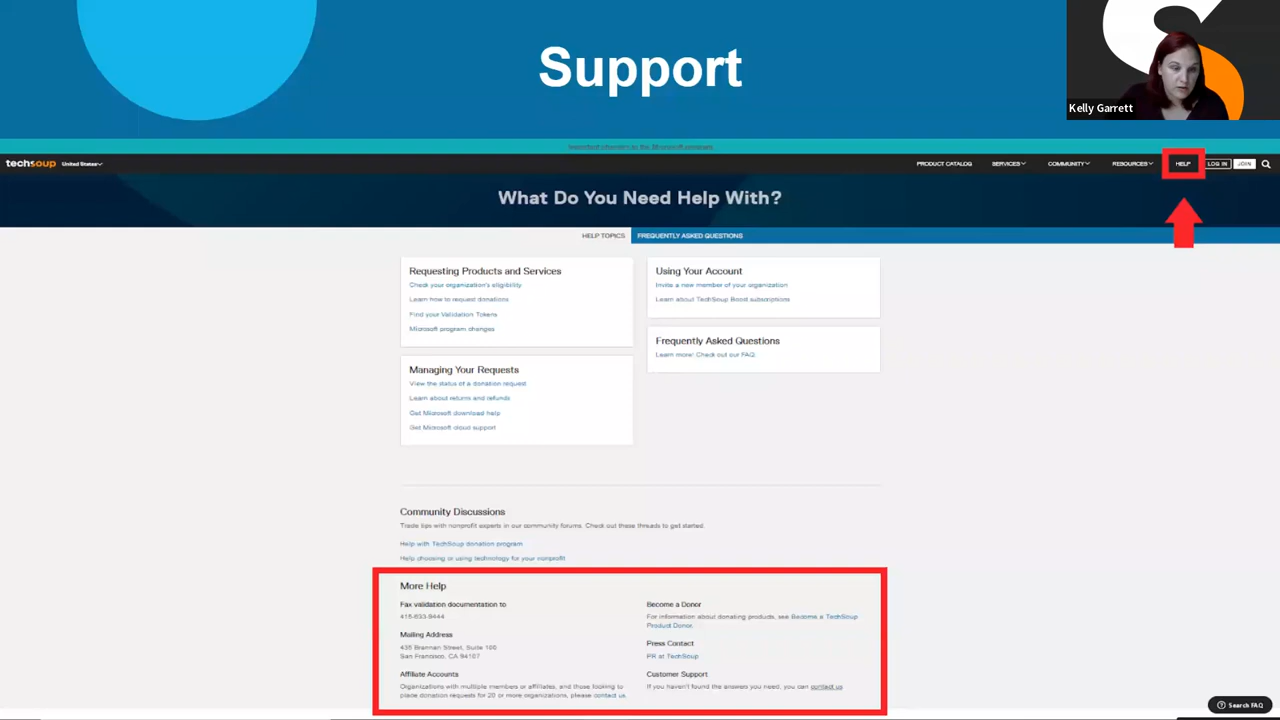 Support
Kelly Garrett
techsoup United States
PRODUCT CATALOG SERVICES COMMUNITY RESOURCES HELP LOG IN JOIN
What Do You Need Help With?
HELP TOPICS FREQUENTLY ASKED QUESTIONS
Requesting Products and Services
Check your organization's eligibility
Learn how to request donations
Find your Validation Tokens
Microsoft program changes
Managing Your Requests
View the status of a donation request
Learn about returns and refunds
Get Microsoft download help
Get Microsoft cloud support
Using Your Account
Invite a new member of your organization
Learn about TechSoup Boost subscriptions
Frequently Asked Questions
Learn more! Check out our FAQ.
Community Discussions
Trade tips with nonprofit experts in our community forums. Check out these threads to get started.
Help with TechSoup donation program
Help choosing or using technology for your nonprofit
More Help
Fax validation documentation to
415-633-9444
Mailing Address
435 Brannan Street, Suite 100
San Francisco, CA 94107
Affiliate Accounts
Organizations with multiple members or affiliates, and those looking to
place donation requests for 20 or more organizations, please contact us.
Become a Donor
For information about donating products, see Become a TechSoup
Product Donor.
Press Contact
PR at TechSoup
Customer Support
If you haven't found the answers you need, you can contact us.
Search FAQ